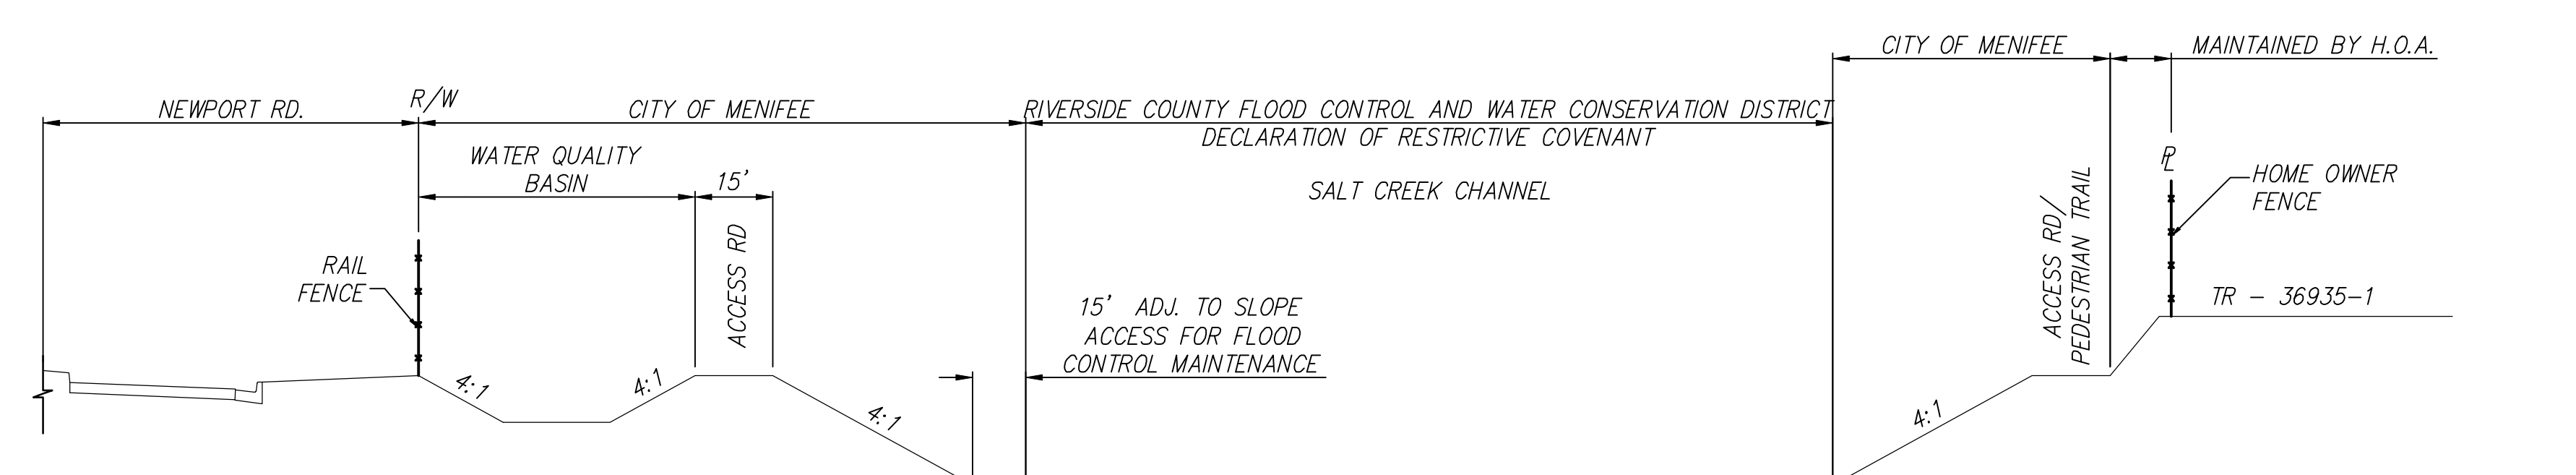 CITY OF MENIFEE
MAINTAINED BY H.O.A.
NEWPORT RD.
R/W
CITY OF MENIFEE
RIVERSIDE COUNTY FLOOD CONTROL AND WATER CONSERVATION DISTRICT
DECLARATION OF RESTRICTIVE COVENANT
WATER QUALITY
BASIN
15'
SALT CREEK CHANNEL
PL
HOME OWNER
FENCE
ACCESS RD/
PEDESTRIAN TRAIL
ACCESS RD
RAIL
FENCE
15' ADJ. TO SLOPE
ACCESS FOR FLOOD
CONTROL MAINTENANCE
TR - 36935-1
4:1
4:1
4:1
4:1